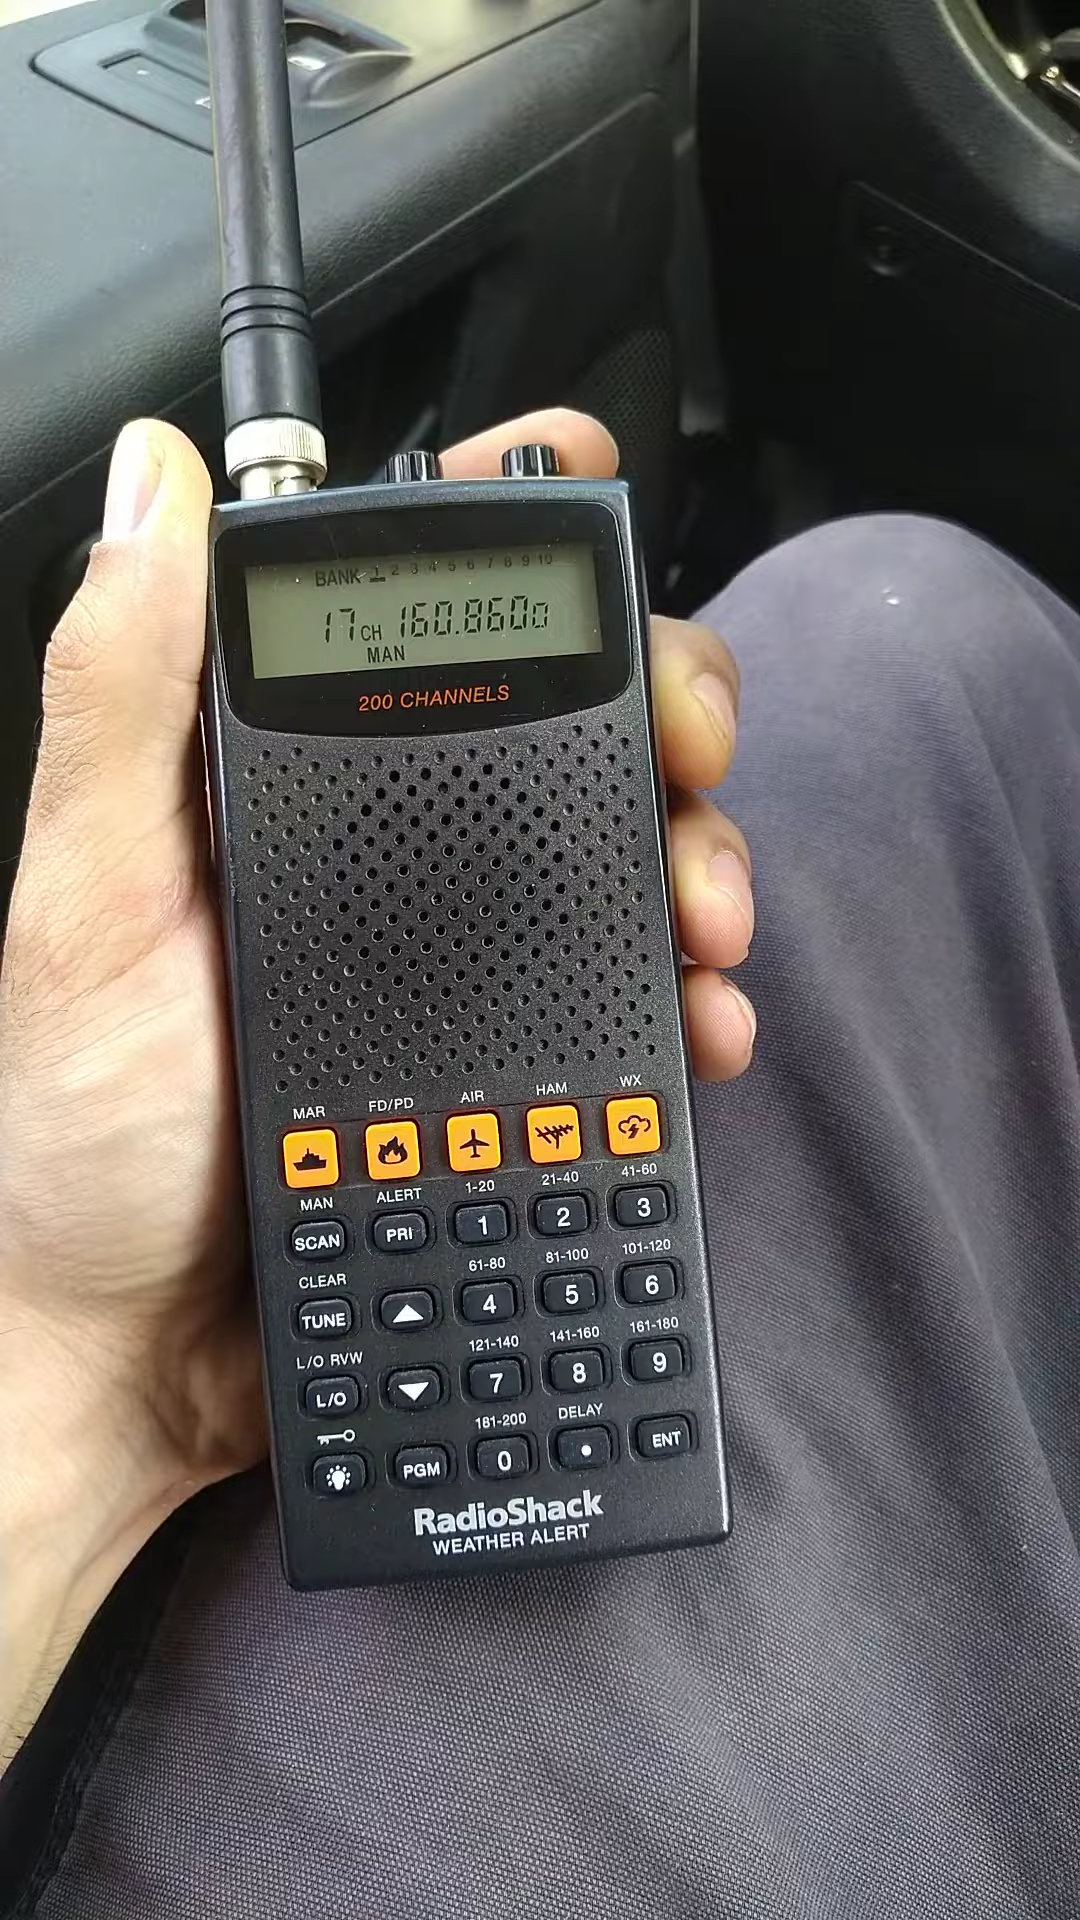 BANK 1 2 3 4 5 6 7 8 9 10
17 CH 160.8600
MAN
200 CHANNELS
MAR FD/PD AIR HAM WX
MAN ALERT 1-20 21-40 41-60
SCAN PRI 1 2 3
CLEAR 61-80 81-100 101-120
TUNE 4 5 6
L/O RVW 121-140 141-160 161-180
L/O 7 8 9
181-200 DELAY
PGM 0 • ENT
RadioShack
WEATHER ALERT